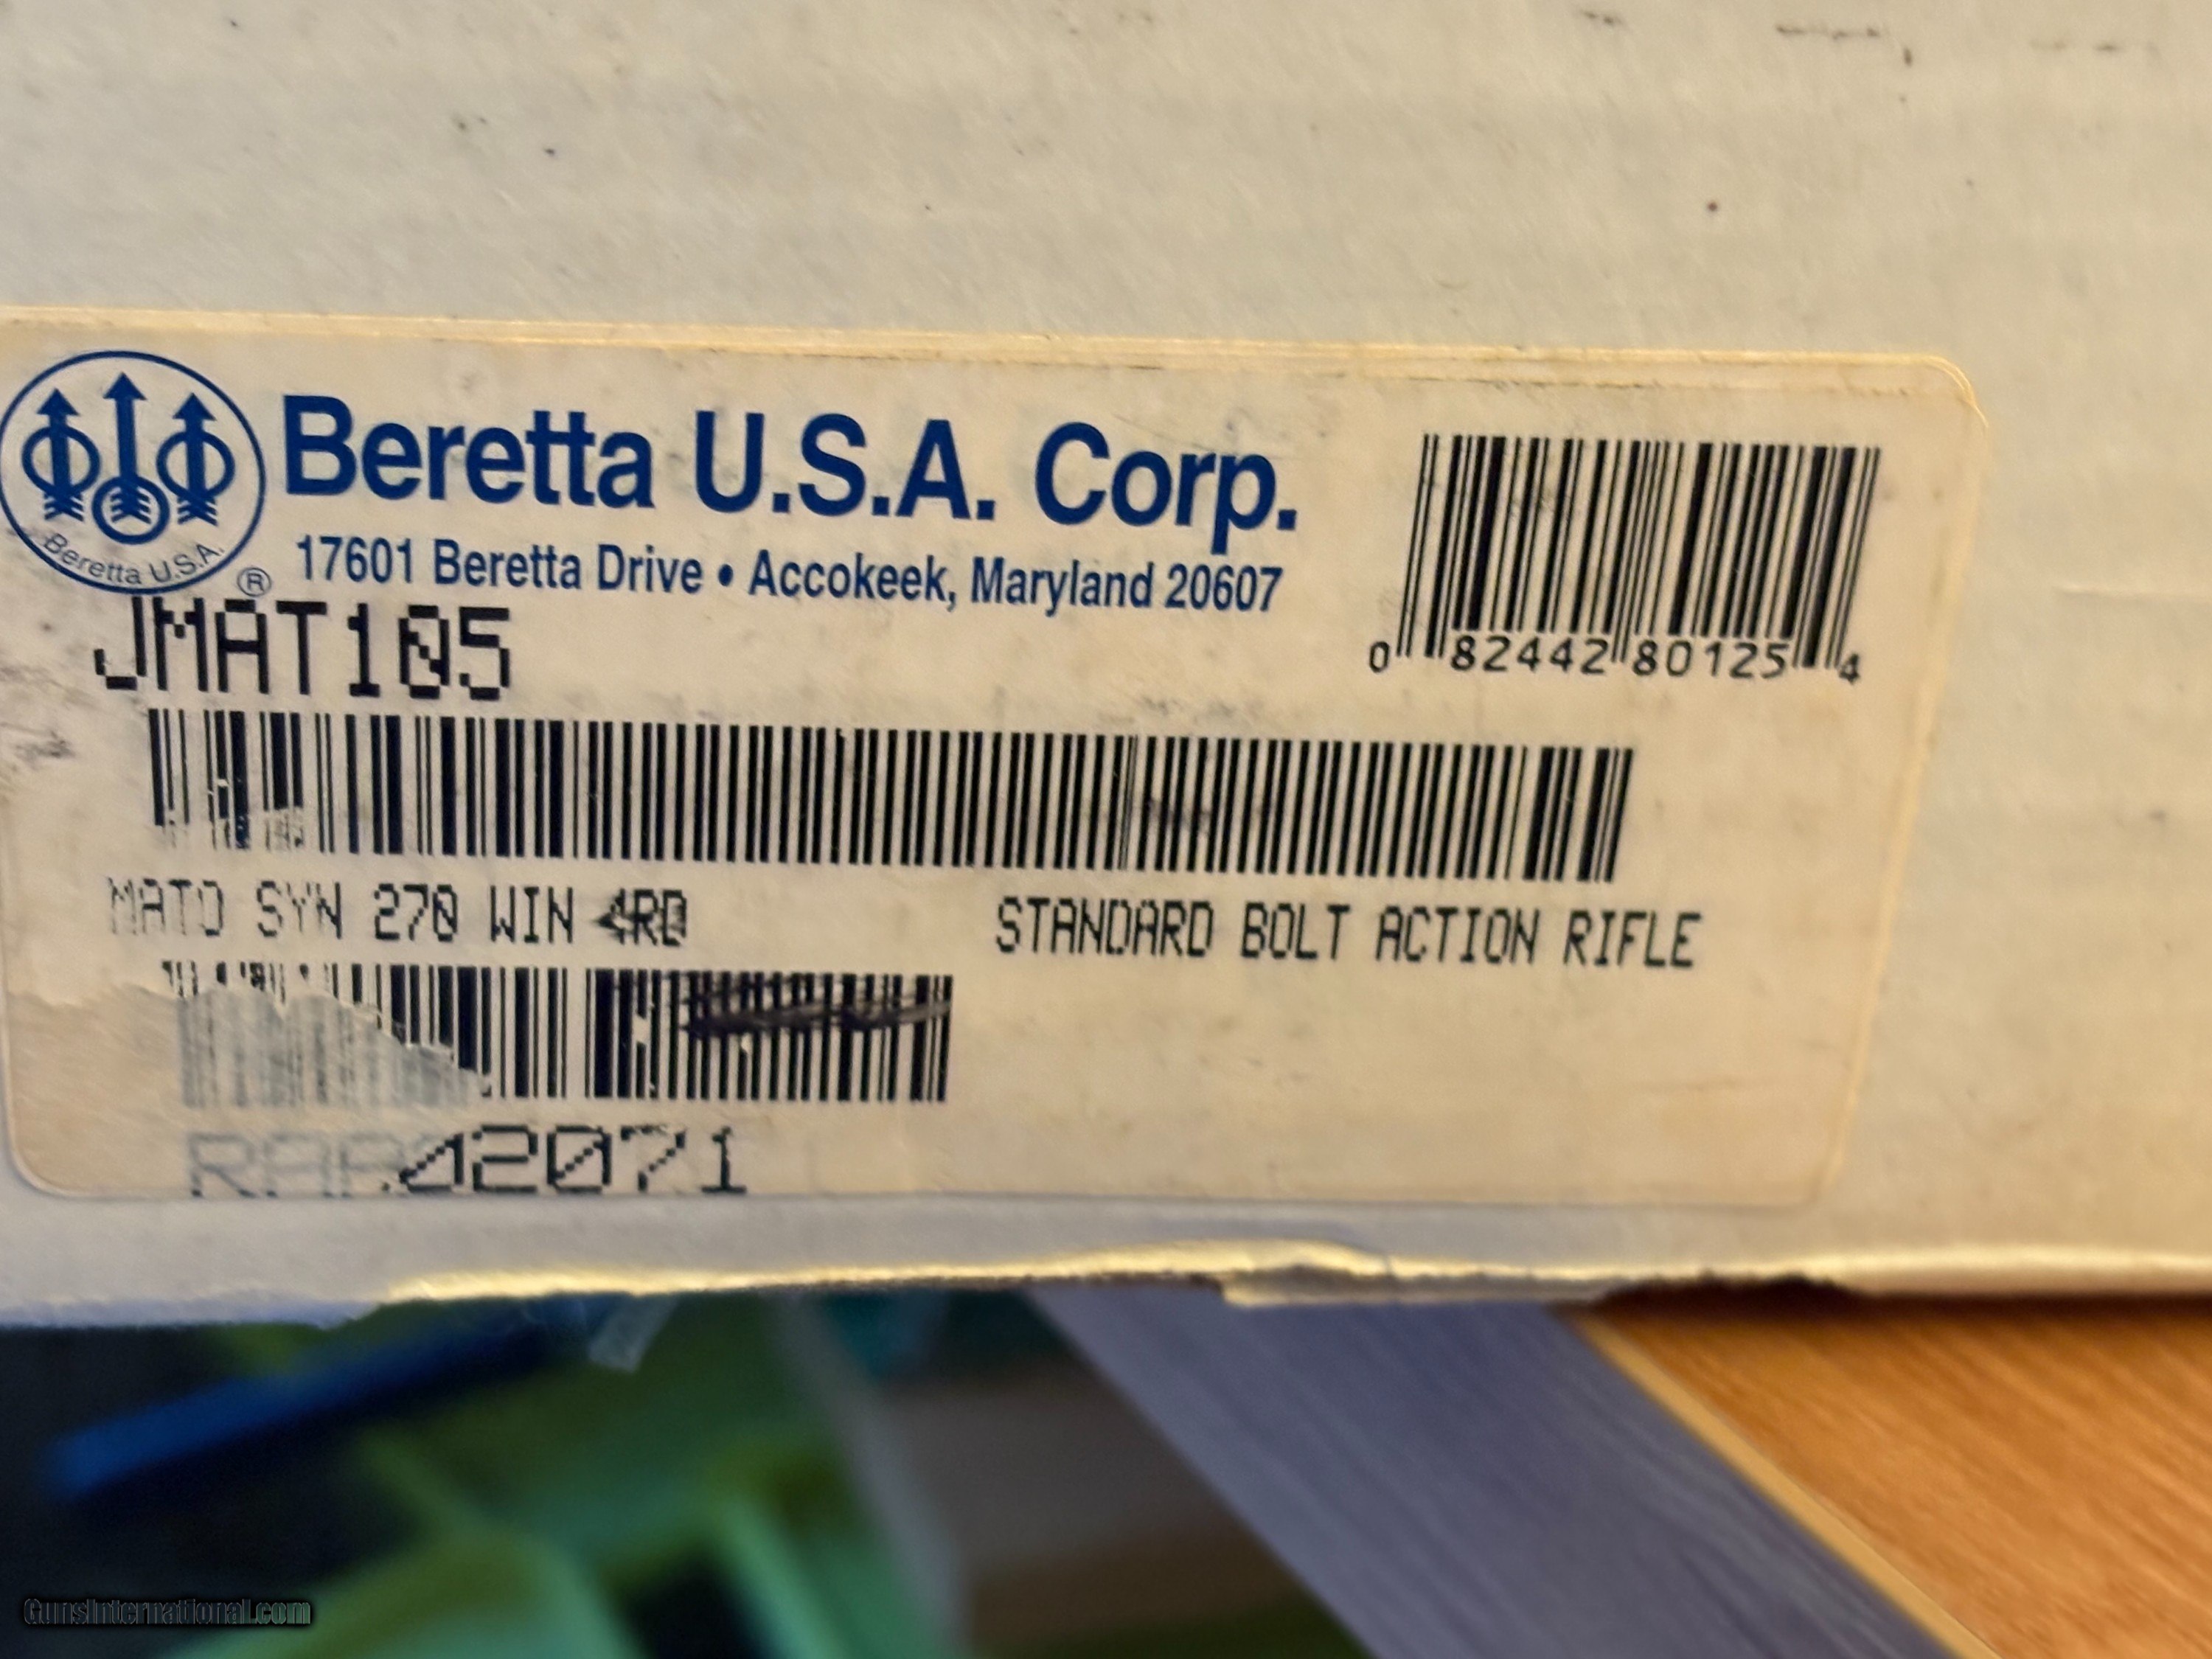 Beretta U.S.A. Corp.
17601 Beretta Drive • Accokeek, Maryland 20607
Beretta U.S.A. ®
0 82442 80125 4
JMAT105
MATO SYN 270 WIN 4RD STANDARD BOLT ACTION RIFLE
42071
GunsInternational.com